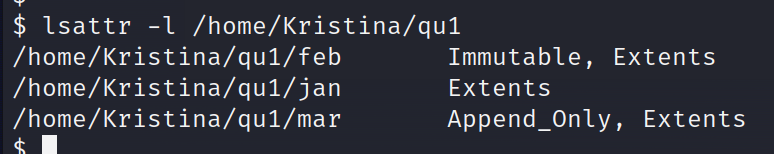 $
$ lsattr -l /home/Kristina/qu1
/home/Kristina/qu1/feb       Immutable, Extents
/home/Kristina/qu1/jan       Extents
/home/Kristina/qu1/mar       Append_Only, Extents
$